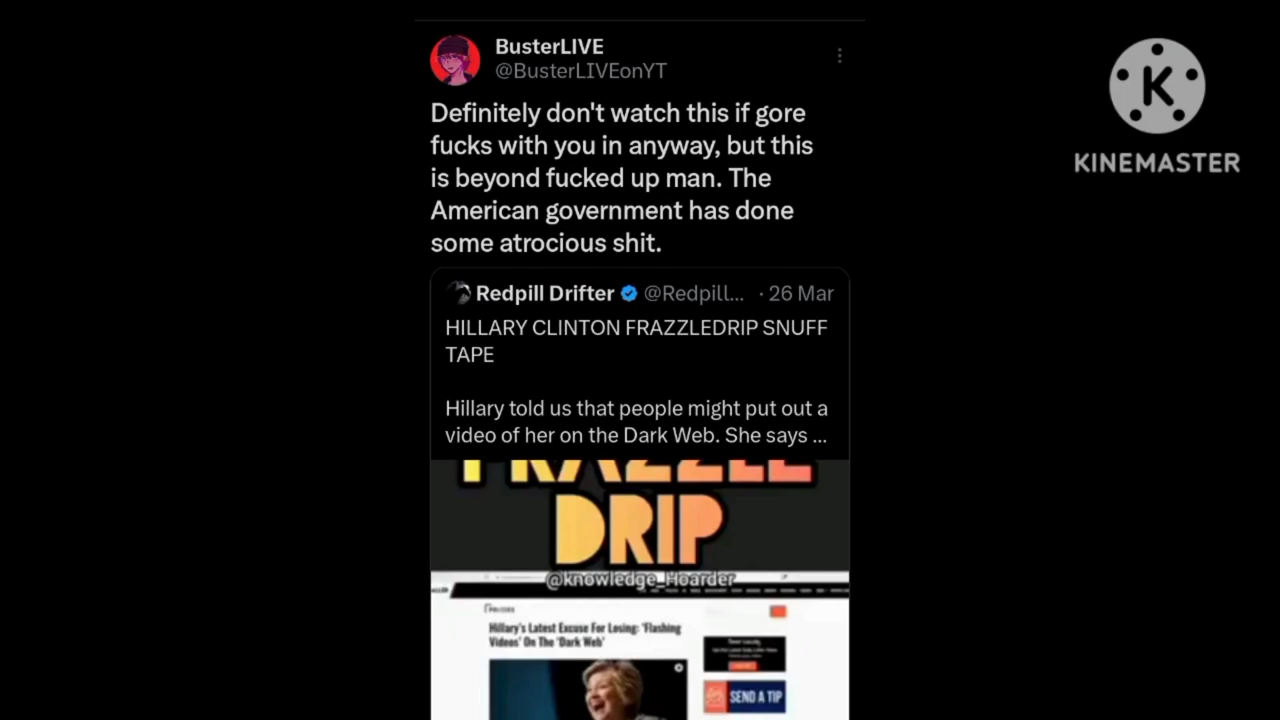 BusterLIVE
@BusterLIVEonYT
Definitely don't watch this if gore
fucks with you in anyway, but this
is beyond fucked up man. The
American government has done
some atrocious shit.
Redpill Drifter @Redpill... · 26 Mar
HILLARY CLINTON FRAZZLEDRIP SNUFF
TAPE
Hillary told us that people might put out a
video of her on the Dark Web. She says ...
FRAZZLE
DRIP
@knowledge_Hoarder
Hillary's Latest Excuse For Losing: 'Flashing
Videos' On The 'Dark Web'
SEND A TIP
K
KINEMASTER